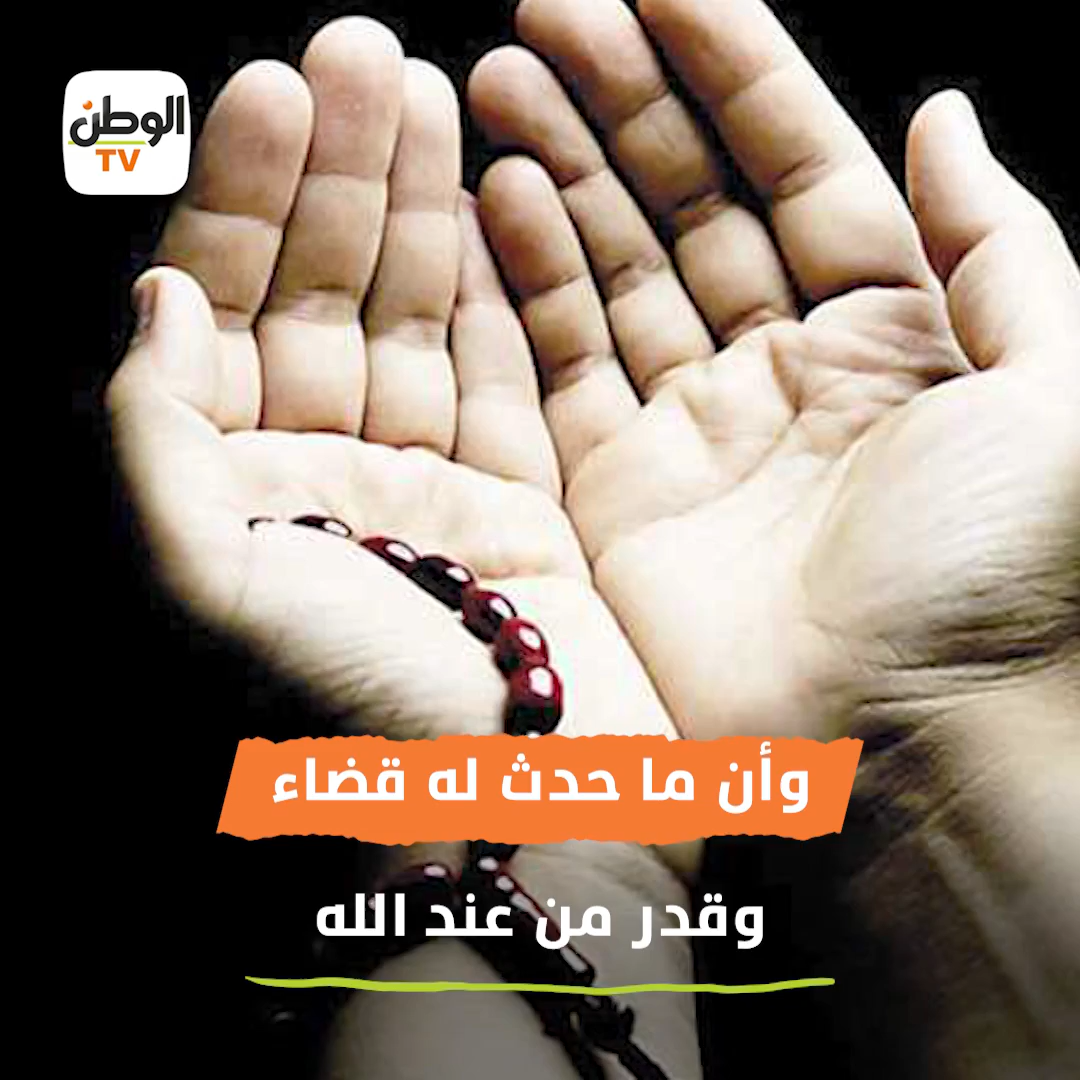 الوطن
TV
وأن ما حدث له قضاء
وقدر من عند الله